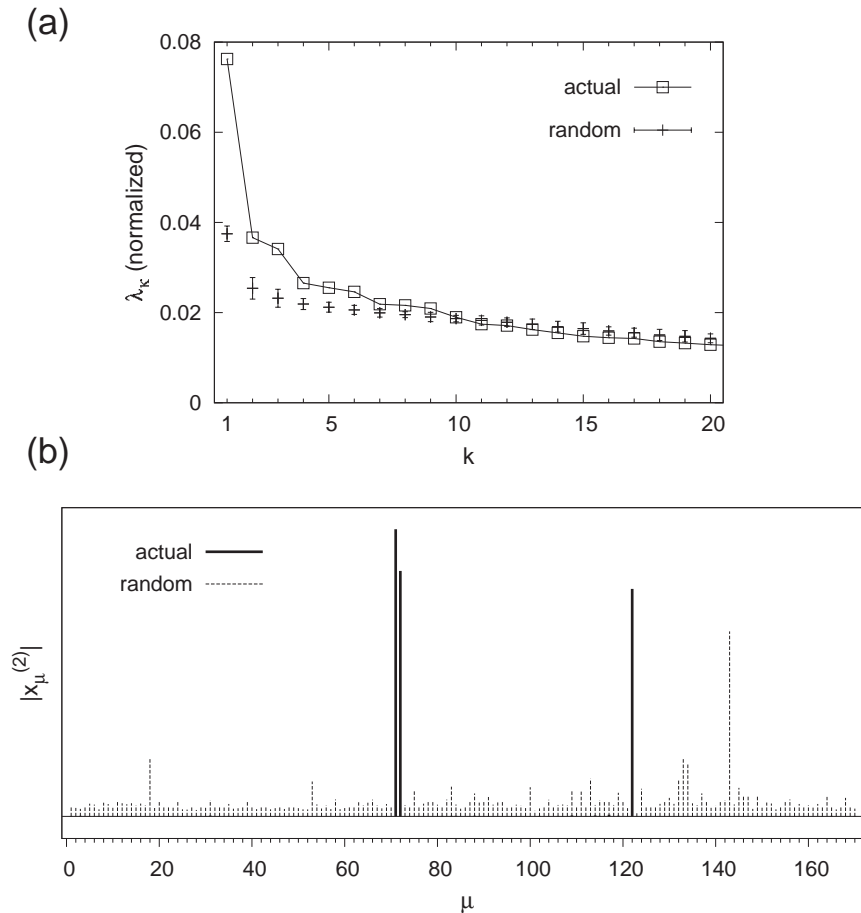 (a)
0.08
0.06
0.04
0.02
0
λκ (normalized)
actual
random
1 5 10 15 20
k
(b)
actual
random
|xμ(2)|
0 20 40 60 80 100 120 140 160
μ